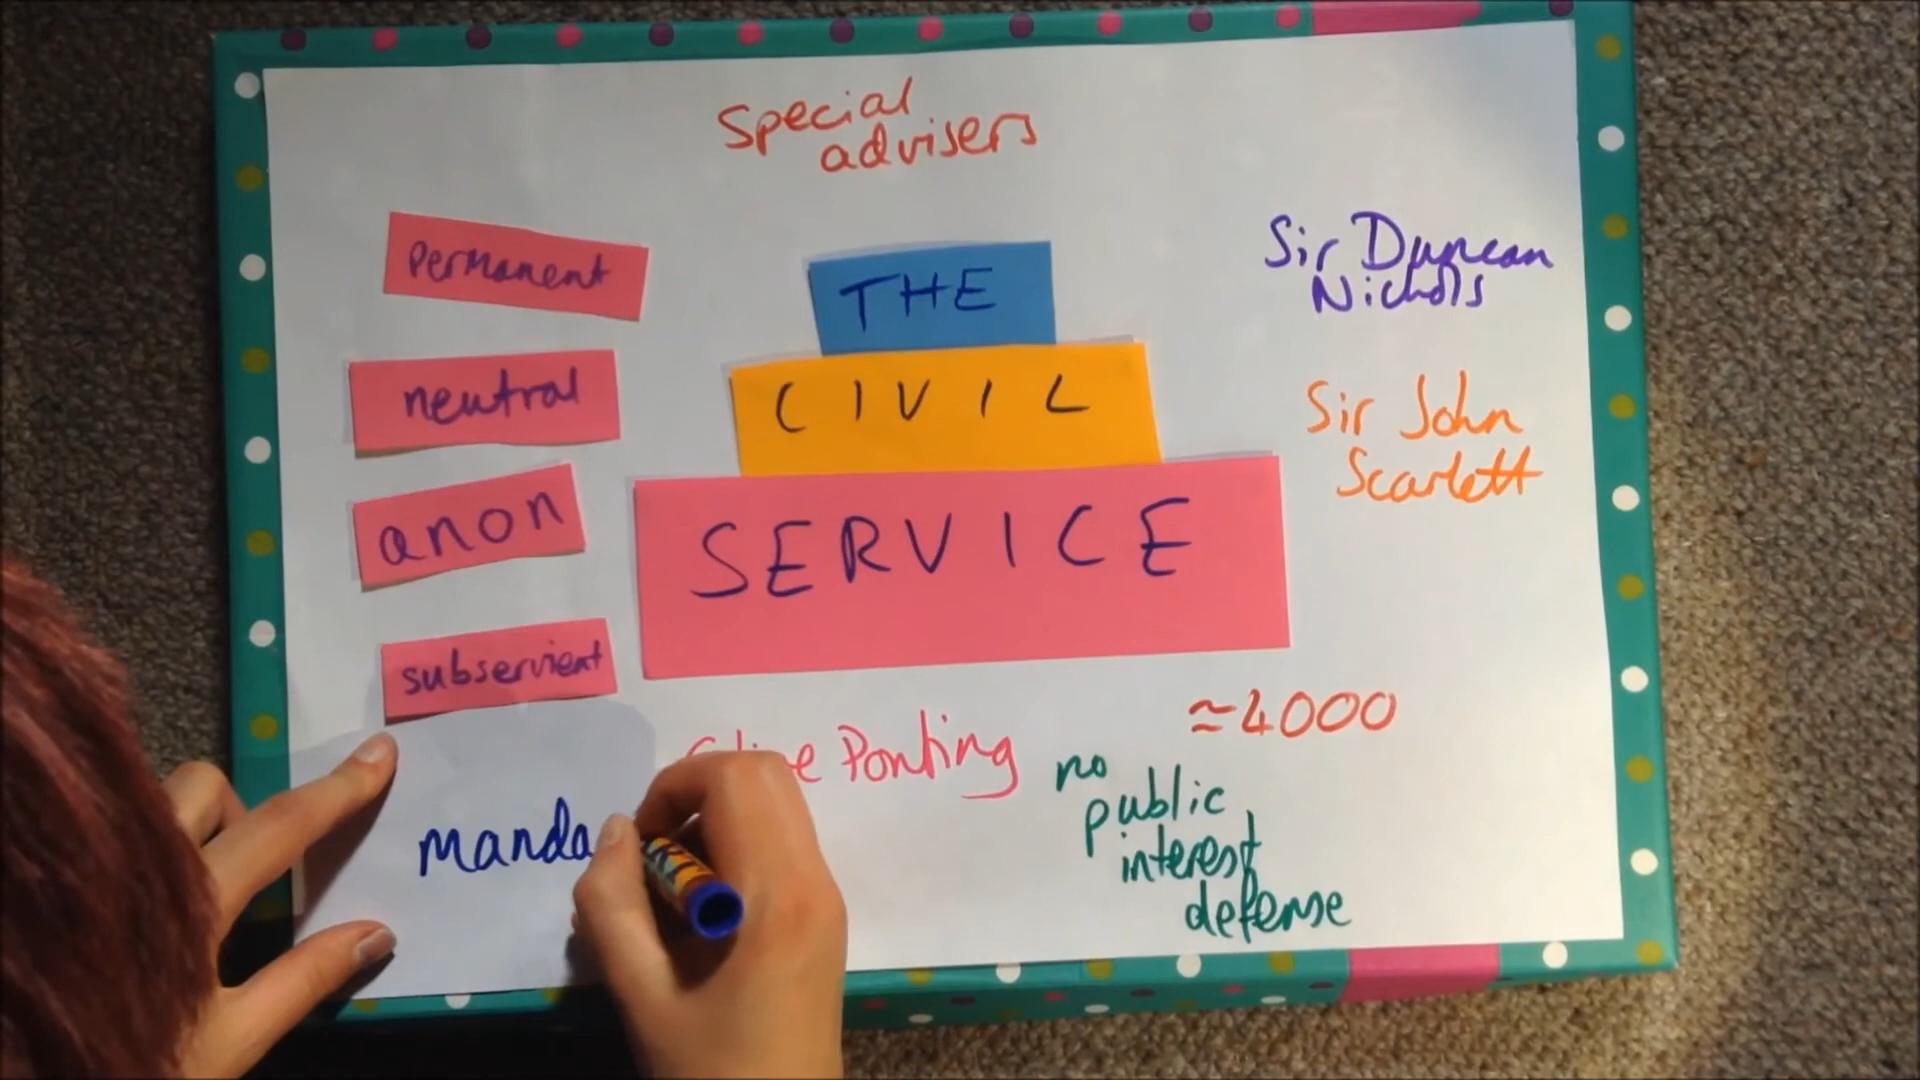 Special
advisers
permanent
neutral
anon
subservient
THE
CIVIL
SERVICE
Sir Duncan
Nichols
Sir John
Scarlett
≈4000
Ponting
no
public
interest
defense
manda